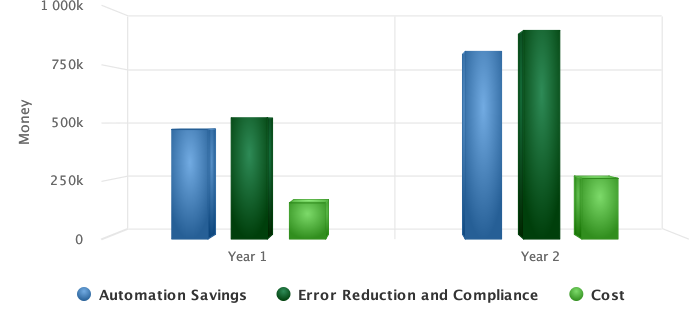 1 000k
750k
500k
250k
0
Money
Year 1
Year 2
Automation Savings
Error Reduction and Compliance
Cost